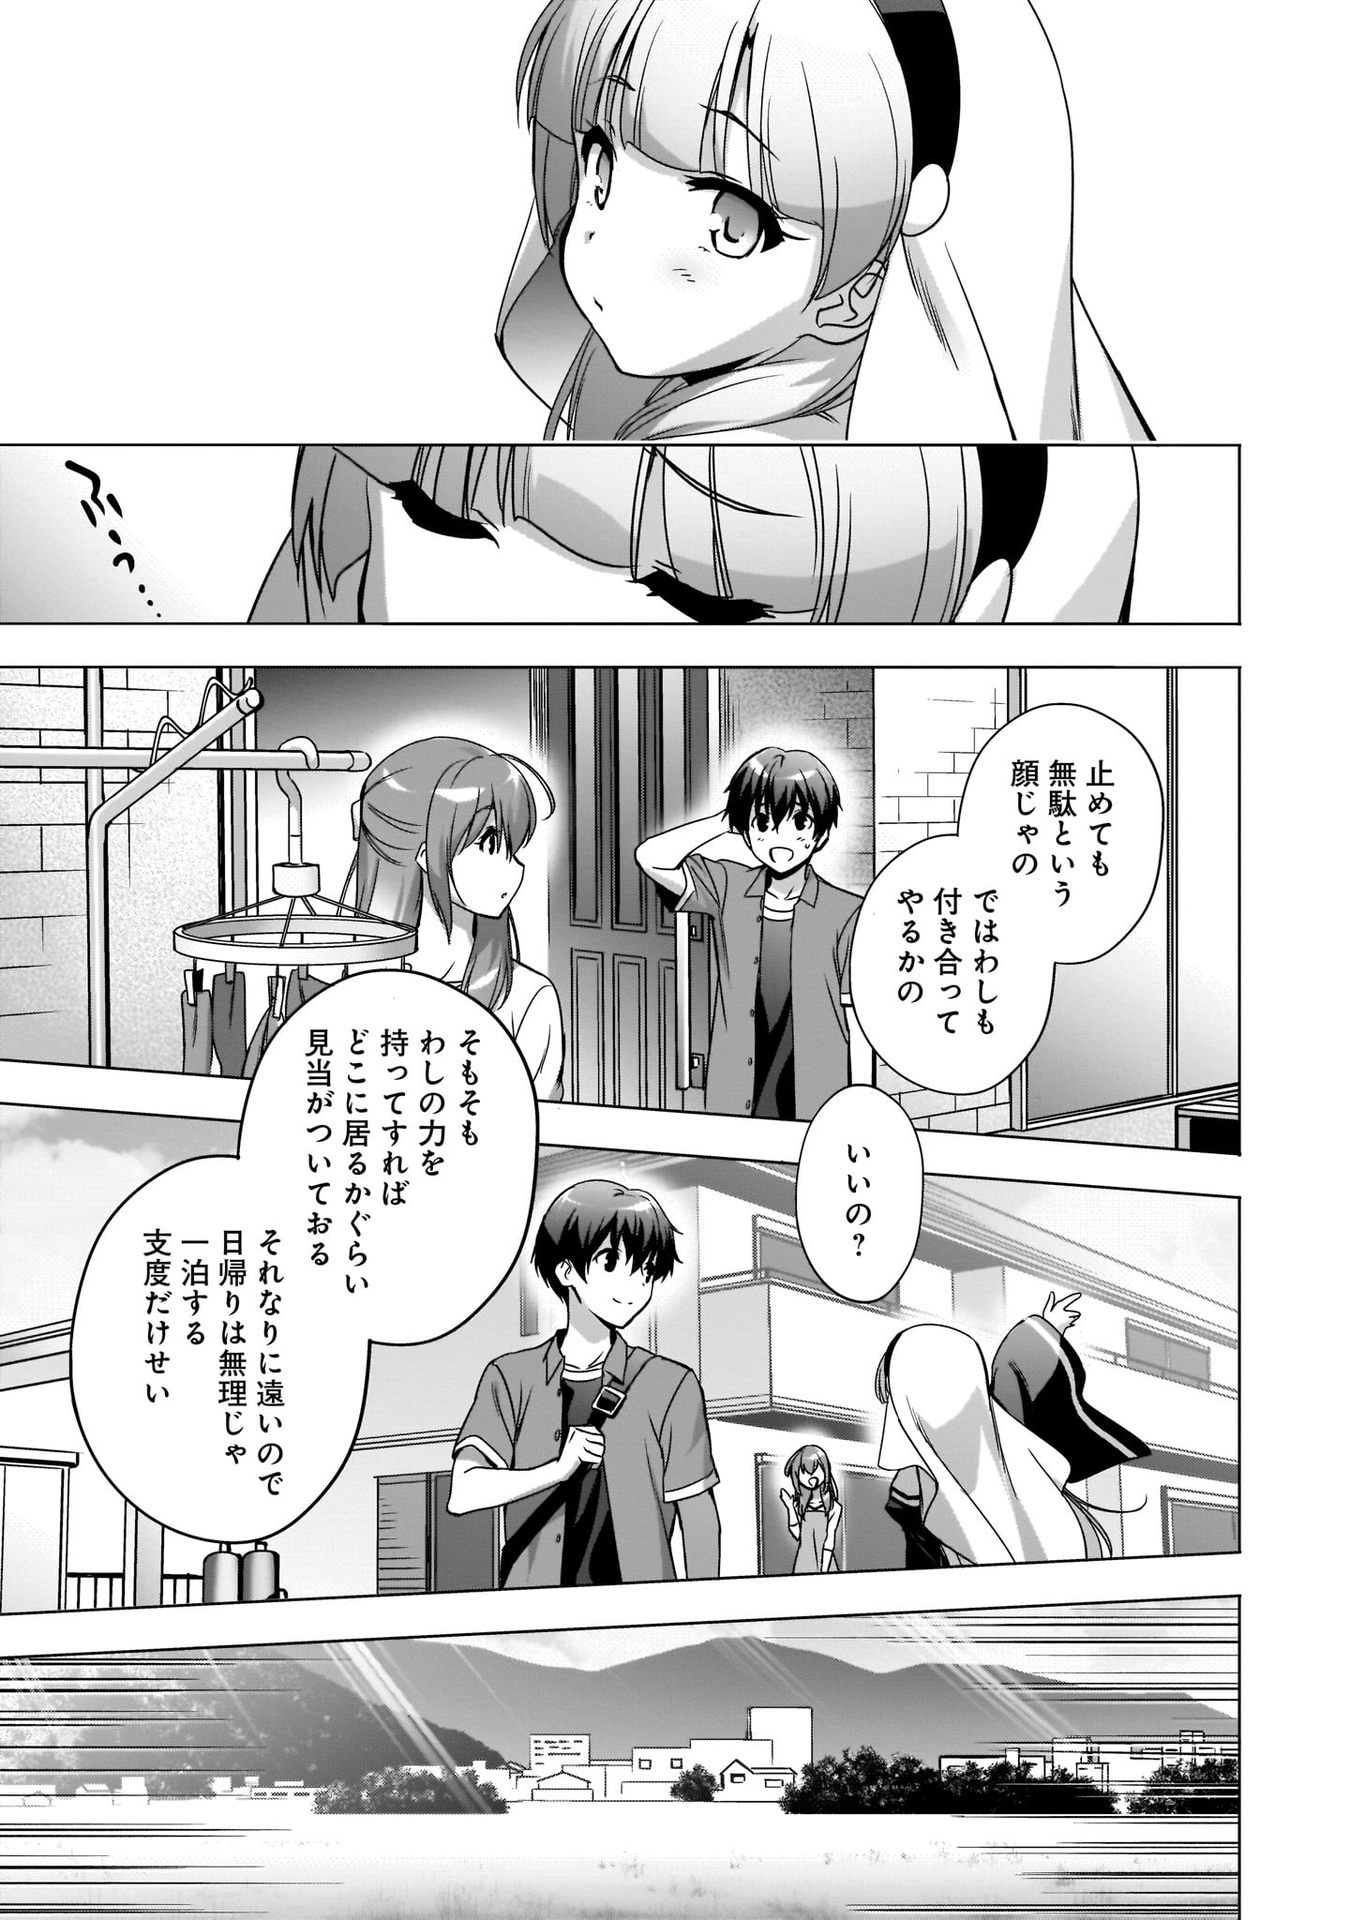 止めても
無駄という
顔じゃの
ではわしも
付き合って
やるかの
いいの?
そもそも
わしの力を
持ってすれば
どこに居るかぐらい
見当がついておる
それなりに遠いので
日帰りは無理じゃ
一泊する
支度だけせい